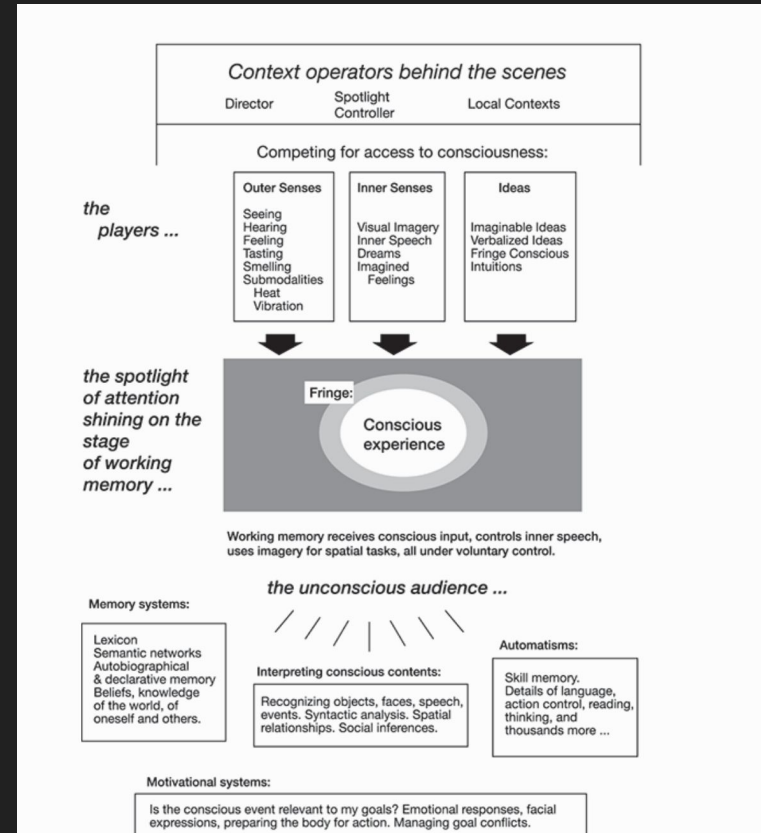 Context operators behind the scenes
Director
Spotlight
Controller
Local Contexts
Competing for access to consciousness:
the
players ...
Outer Senses
Seeing
Hearing
Feeling
Tasting
Smelling
Submodalities
Heat
Vibration
Inner Senses
Visual Imagery
Inner Speech
Dreams
Imagined
Feelings
Ideas
Imaginable Ideas
Verbalized Ideas
Fringe Conscious
Intuitions
the spotlight
of attention
shining on the
stage
of working
memory ...
Fringe:
Conscious
experience
Working memory receives conscious input, controls inner speech,
uses imagery for spatial tasks, all under voluntary control.
the unconscious audience ...
Memory systems:
Lexicon
Semantic networks
Autobiographical
& declarative memory
Beliefs, knowledge
of the world, of
oneself and others.
Interpreting conscious contents:
Recognizing objects, faces, speech,
events. Syntactic analysis. Spatial
relationships. Social inferences.
Automatisms:
Skill memory.
Details of language,
action control, reading,
thinking, and
thousands more ...
Motivational systems:
Is the conscious event relevant to my goals? Emotional responses, facial
expressions, preparing the body for action. Managing goal conflicts.